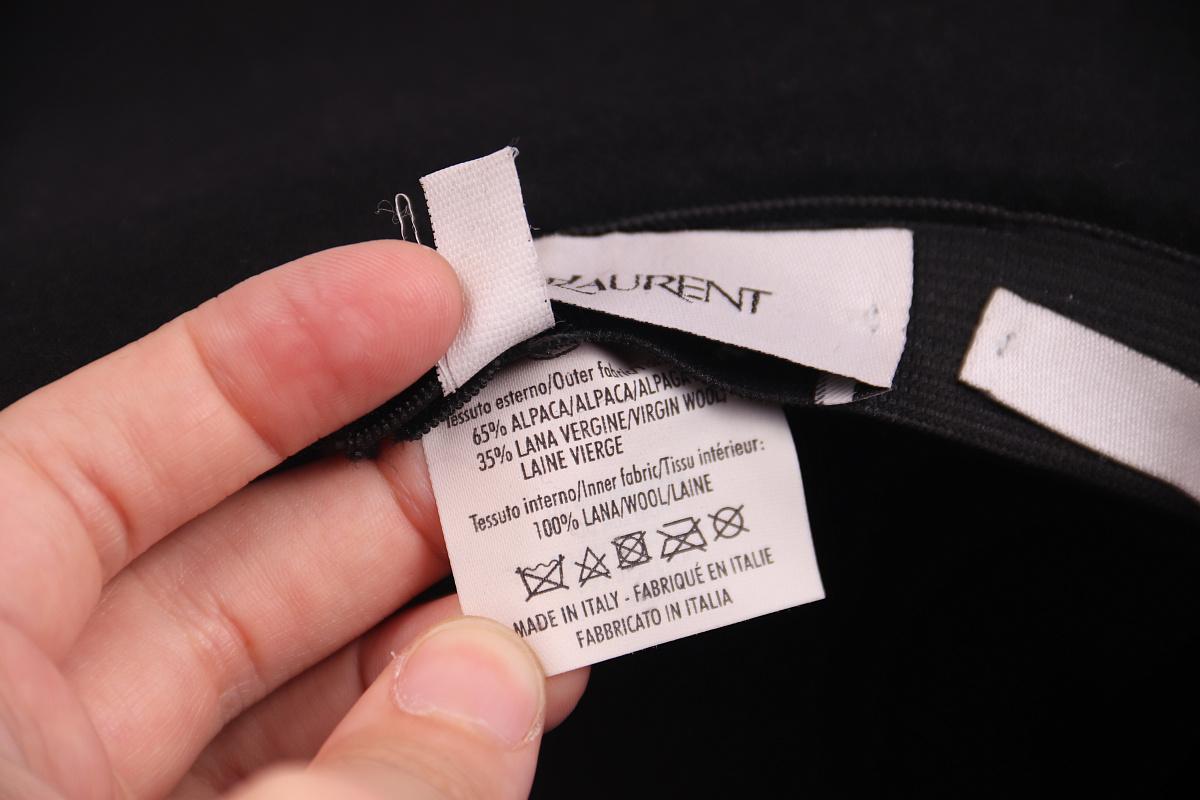 LAURENT
Tessuto esterno/Outer
65% ALPACA/ALPACA/ALPAGA
35% LANA VERGINE/VIRGIN WOOL/
LAINE VIERGE
Tessuto interno/Inner fabric/Tissu intérieur:
100% LANA/WOOL/LAINE
MADE IN ITALY - FABRIQUÉ EN ITALIE
FABBRICATO IN ITALIA